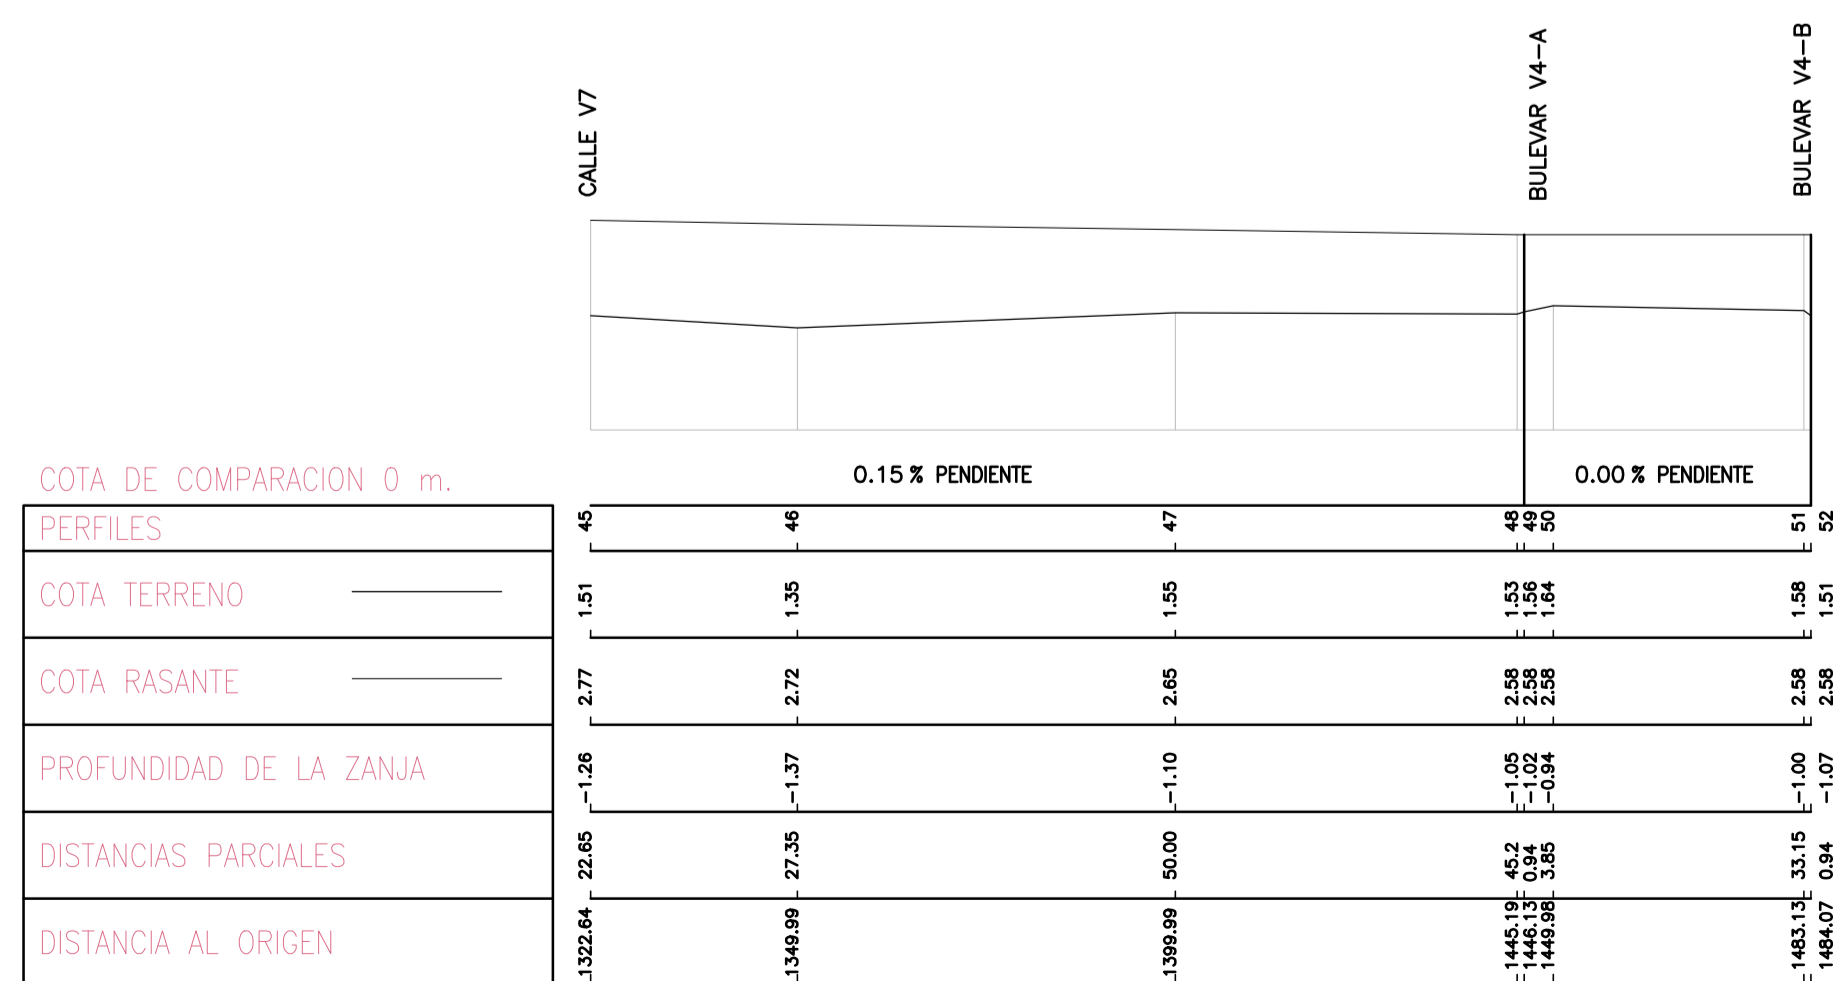 CALLE V7
BULEVAR V4-A
BULEVAR V4-B
COTA DE COMPARACION 0 m.
0.15 % PENDIENTE
0.00 % PENDIENTE
PERFILES 45 46 47 48 49 50 51 52
COTA TERRENO 1.51 1.35 1.55 1.53 1.56 1.64 1.58 1.51
COTA RASANTE 2.77 2.72 2.65 2.58 2.58 2.58 2.58 2.58
PROFUNDIDAD DE LA ZANJA -1.26 -1.37 -1.10 -1.05 -1.02 -0.94 -1.00 -1.07
DISTANCIAS PARCIALES 22.65 27.35 50.00 45.2 0.94 3.85 33.15 0.94
DISTANCIA AL ORIGEN 1322.64 1349.99 1399.99 1445.19 1446.13 1449.98 1483.13 1484.07